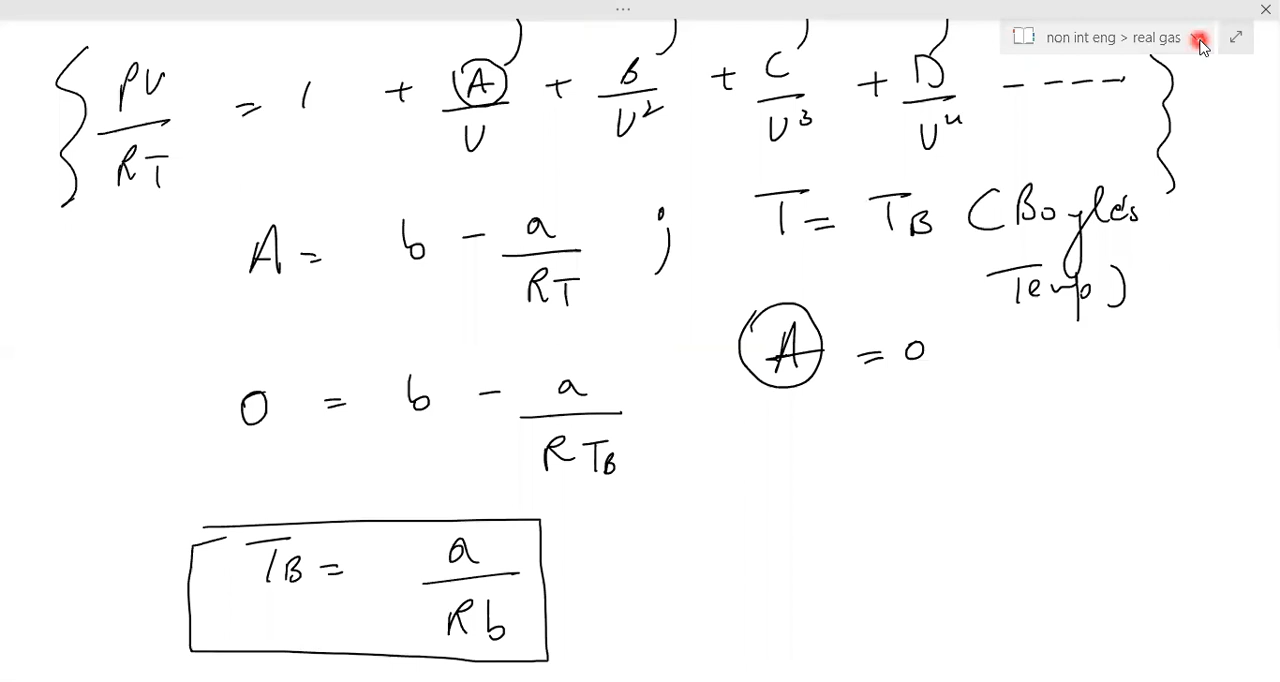 non int eng > real gas
PV/RT = 1 + A/V + B/V² + C/V³ + D/V⁴ ----
A = b - a/RT ; T = TB (Boyle's Temp)
A = 0
0 = b - a/RTB
TB = a/Rb